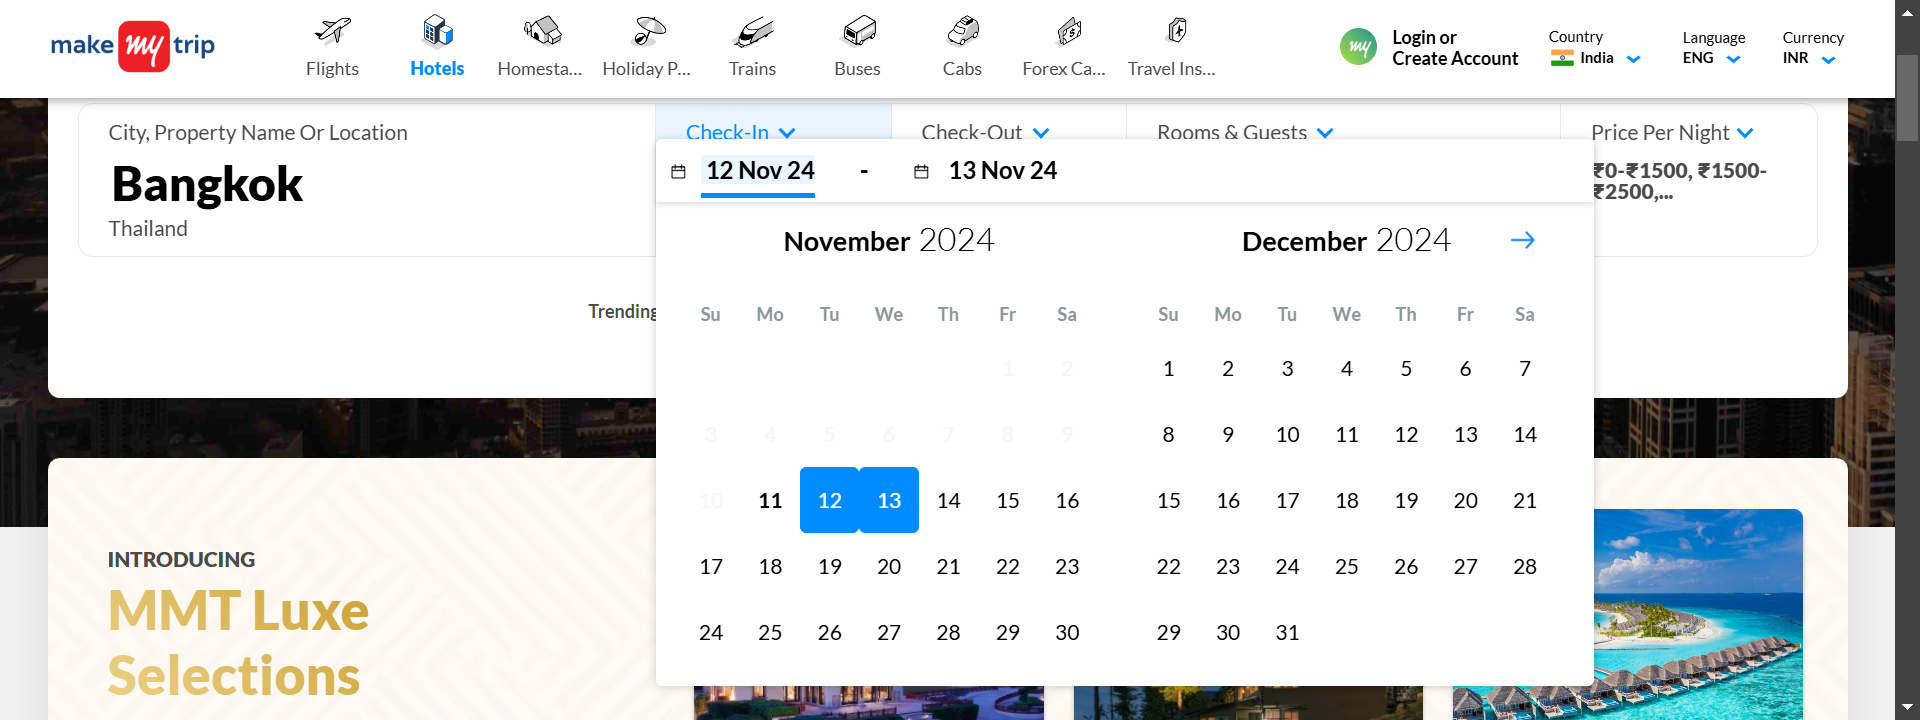 make my trip
Flights
Hotels
Homesta...
Holiday P...
Trains
Buses
Cabs
Forex Ca...
Travel Ins...
my
Login or
Create Account
Country
India
Language
ENG
Currency
INR
City, Property Name Or Location
Bangkok
Thailand
Check-In
Check-Out
Rooms & Guests
Price Per Night
₹0-₹1500, ₹1500-
₹2500,...
12 Nov 24 - 13 Nov 24
November 2024
Su Mo Tu We Th Fr Sa
1 2
3 4 5 6 7 8 9
10 11 12 13 14 15 16
17 18 19 20 21 22 23
24 25 26 27 28 29 30
December 2024
Su Mo Tu We Th Fr Sa
1 2 3 4 5 6 7
8 9 10 11 12 13 14
15 16 17 18 19 20 21
22 23 24 25 26 27 28
29 30 31
Trending
INTRODUCING
MMT Luxe
Selections